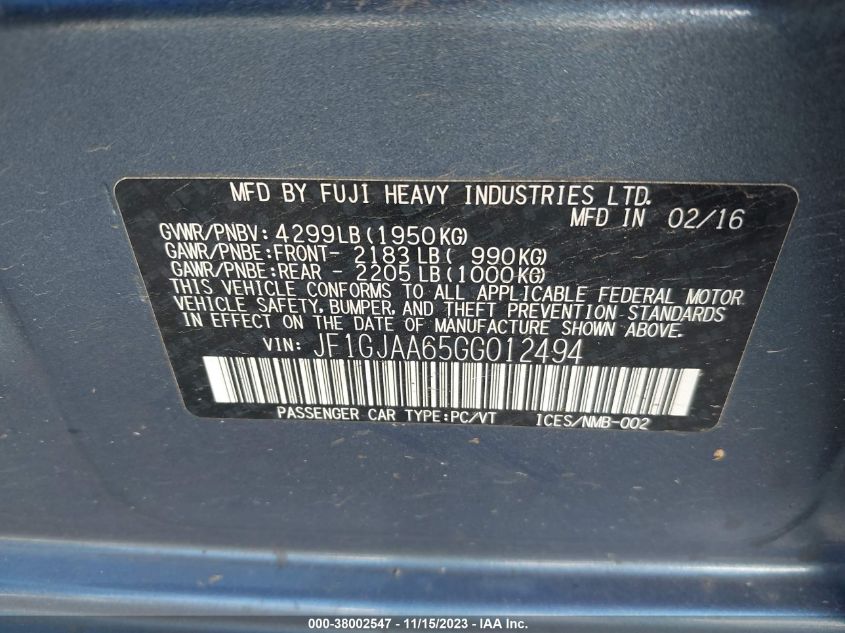 MFD BY FUJI HEAVY INDUSTRIES LTD.
MFD IN 02/16
GVWR/PNBV: 4299LB(1950KG)
GAWR/PNBE:FRONT- 2183LB( 990KG)
GAWR/PNBE:REAR - 2205LB(1000KG)
THIS VEHICLE CONFORMS TO ALL APPLICABLE FEDERAL MOTOR
VEHICLE SAFETY, BUMPER, AND THEFT PREVENTION STANDARDS
IN EFFECT ON THE DATE OF MANUFACTURE SHOWN ABOVE.
VIN: JF1GJAA65GG012494
PASSENGER CAR TYPE:PC/VT ICES/NMB-002
000-38002547 - 11/15/2023 - IAA Inc.